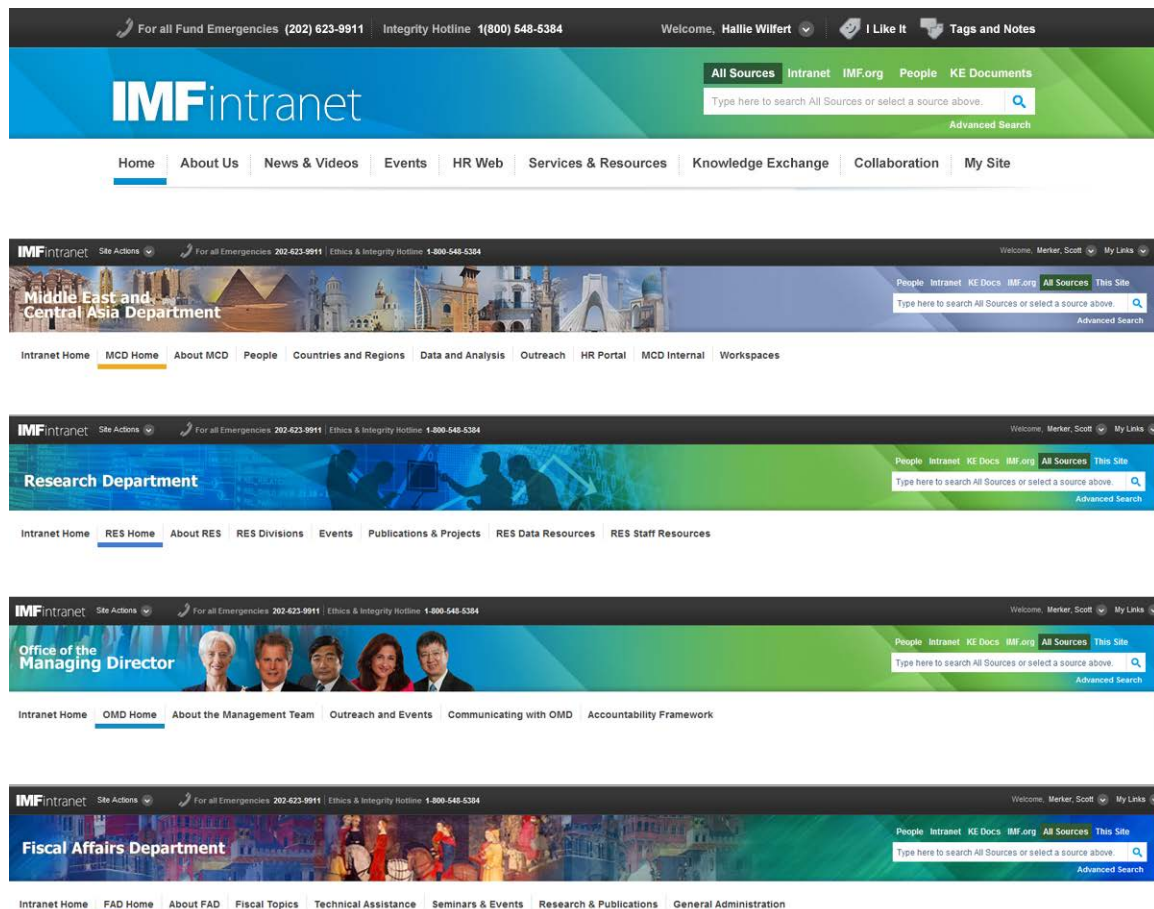 For all Fund Emergencies (202) 623-9911 Integrity Hotline 1(800) 548-5384 Welcome, Hallie Wilfert I Like It Tags and Notes
All Sources Intranet IMF.org People KE Documents
IMFintranet
Type here to search All Sources or select a source above.
Advanced Search
Home About Us News & Videos Events HR Web Services & Resources Knowledge Exchange Collaboration My Site
IMFintranet Site Actions For all Emergencies 202-623-9911 Ethics & Integrity Hotline 1-800-548-5384 Welcome, Merker, Scott My Links
People Intranet KE Docs IMF.org All Sources This Site
Middle East and
Central Asia Department
Type here to search All Sources or select a source above.
Advanced Search
Intranet Home MCD Home About MCD People Countries and Regions Data and Analysis Outreach HR Portal MCD Internal Workspaces
IMFintranet Site Actions For all Emergencies 202-623-9911 Ethics & Integrity Hotline 1-800-548-5384 Welcome, Merker, Scott My Links
People Intranet KE Docs IMF.org All Sources This Site
Research Department
Type here to search All Sources or select a source above.
Advanced Search
Intranet Home RES Home About RES RES Divisions Events Publications & Projects RES Data Resources RES Staff Resources
IMFintranet Site Actions For all Emergencies 202-623-9911 Ethics & Integrity Hotline 1-800-548-5384 Welcome, Merker, Scott My Links
People Intranet KE Docs IMF.org All Sources This Site
Office of the
Managing Director
Type here to search All Sources or select a source above.
Advanced Search
Intranet Home OMD Home About the Management Team Outreach and Events Communicating with OMD Accountability Framework
IMFintranet Site Actions For all Emergencies 202-623-9911 Ethics & Integrity Hotline 1-800-548-5384 Welcome, Merker, Scott My Links
People Intranet KE Docs IMF.org All Sources This Site
Fiscal Affairs Department
Type here to search All Sources or select a source above.
Advanced Search
Intranet Home FAD Home About FAD Fiscal Topics Technical Assistance Seminars & Events Research & Publications General Administration